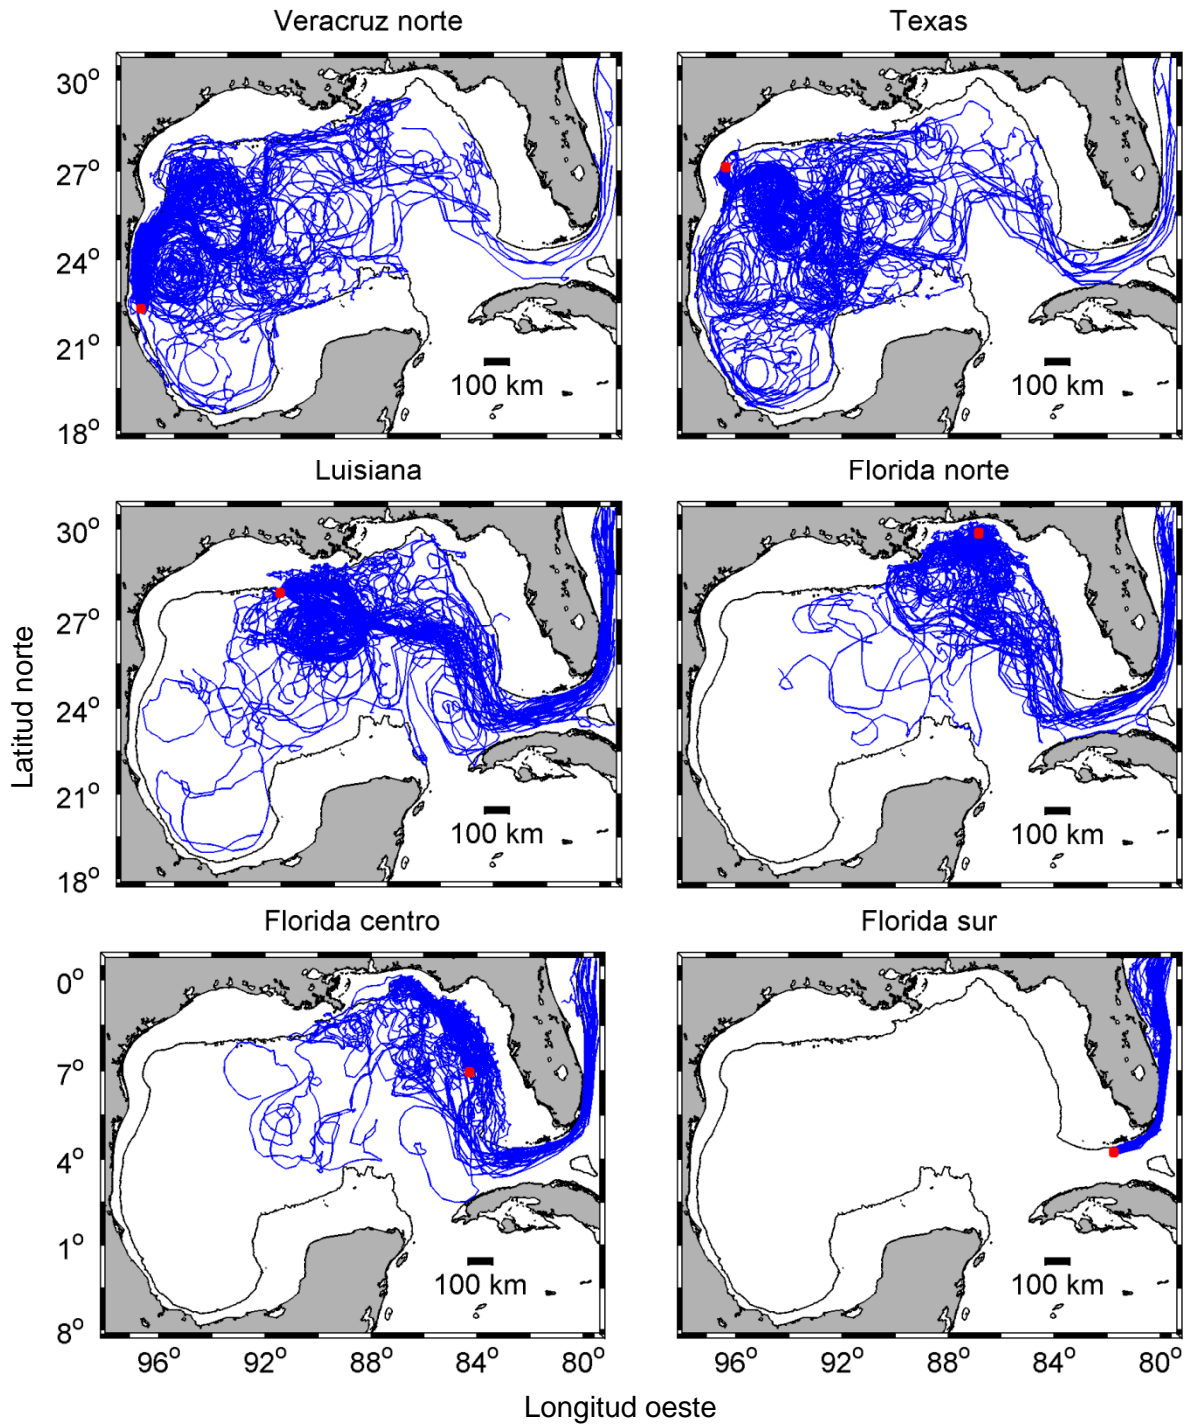 Veracruz norte
Texas
30°
27°
24°
21°
18°
100 km
100 km
Luisiana
Florida norte
30°
27°
24°
21°
18°
100 km
100 km
Latitud norte
Florida centro
Florida sur
0°
7°
4°
1°
8°
100 km
100 km
96° 92° 88° 84° 80°
96° 92° 88° 84° 80°
Longitud oeste